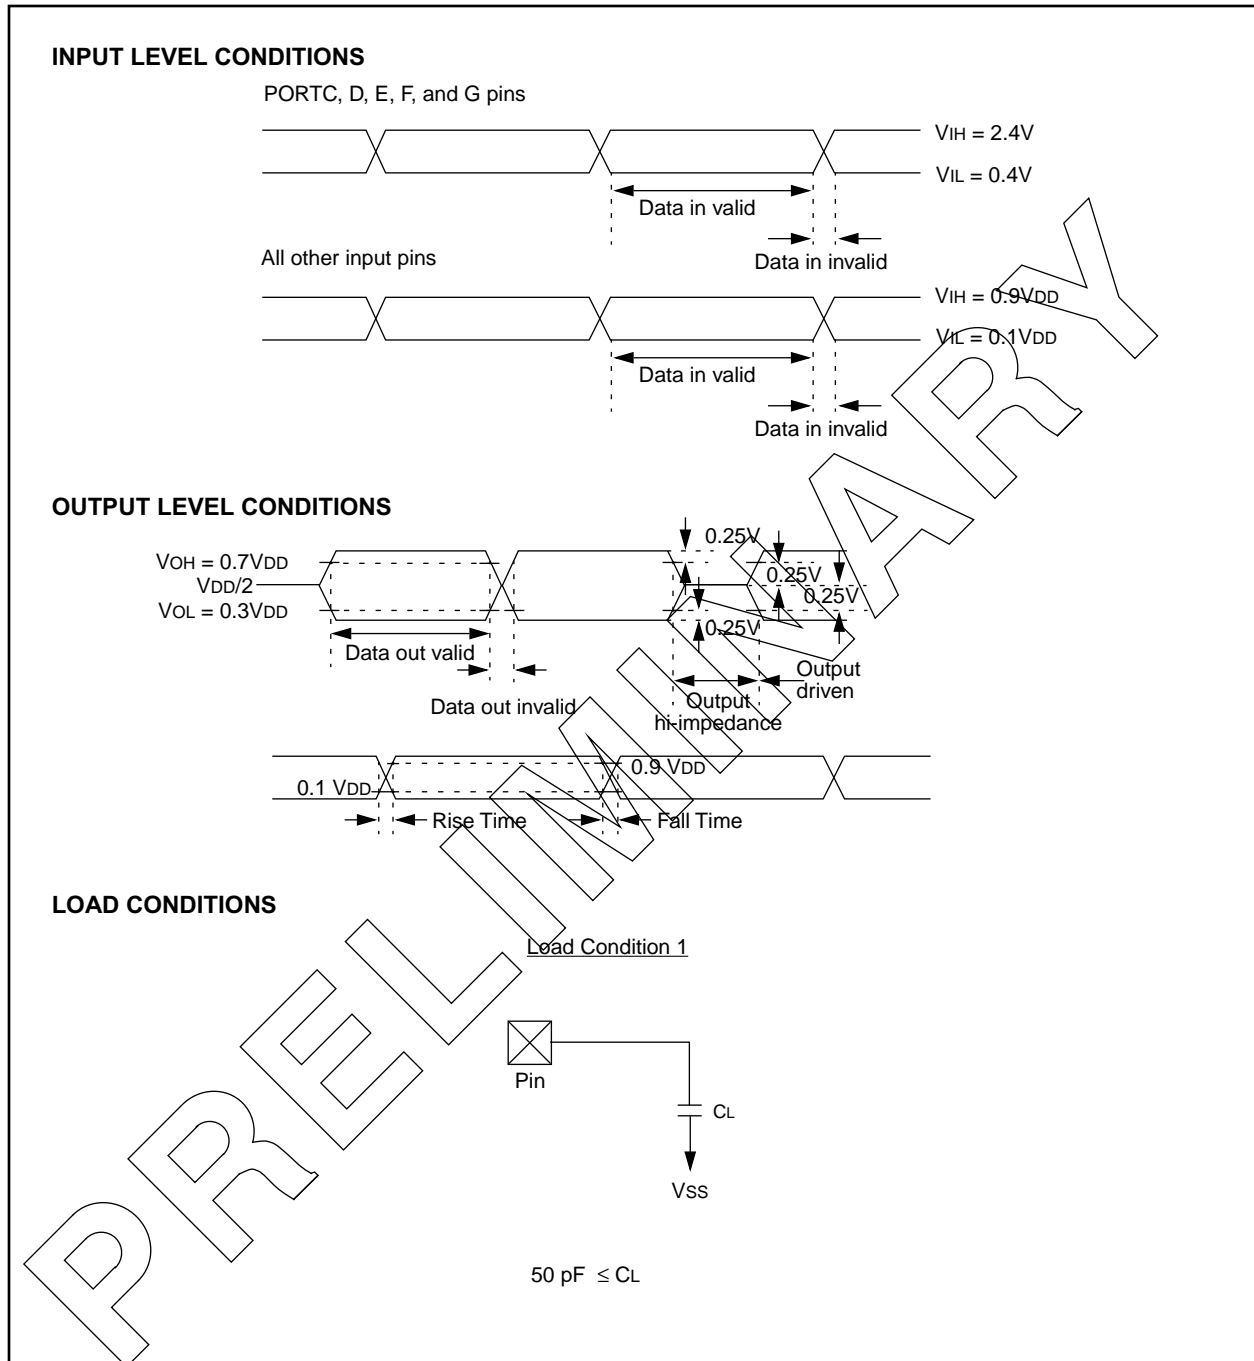 INPUT LEVEL CONDITIONS
PORTC, D, E, F, and G pins
VIH = 2.4V
VIL = 0.4V
Data in valid
Data in invalid
All other input pins
VIH = 0.9VDD
VIL = 0.1VDD
Data in valid
Data in invalid
OUTPUT LEVEL CONDITIONS
0.25V
VOH = 0.7VDD
VDD/2
0.25V
VOL = 0.3VDD
0.25V
0.25V
Data out valid
Output
driven
Data out invalid
Output
hi-impedance
0.9 VDD
0.1 VDD
Rise Time
Fall Time
LOAD CONDITIONS
Load Condition 1
Pin
CL
VSS
50 pF ≤ CL
PRELIMINARY